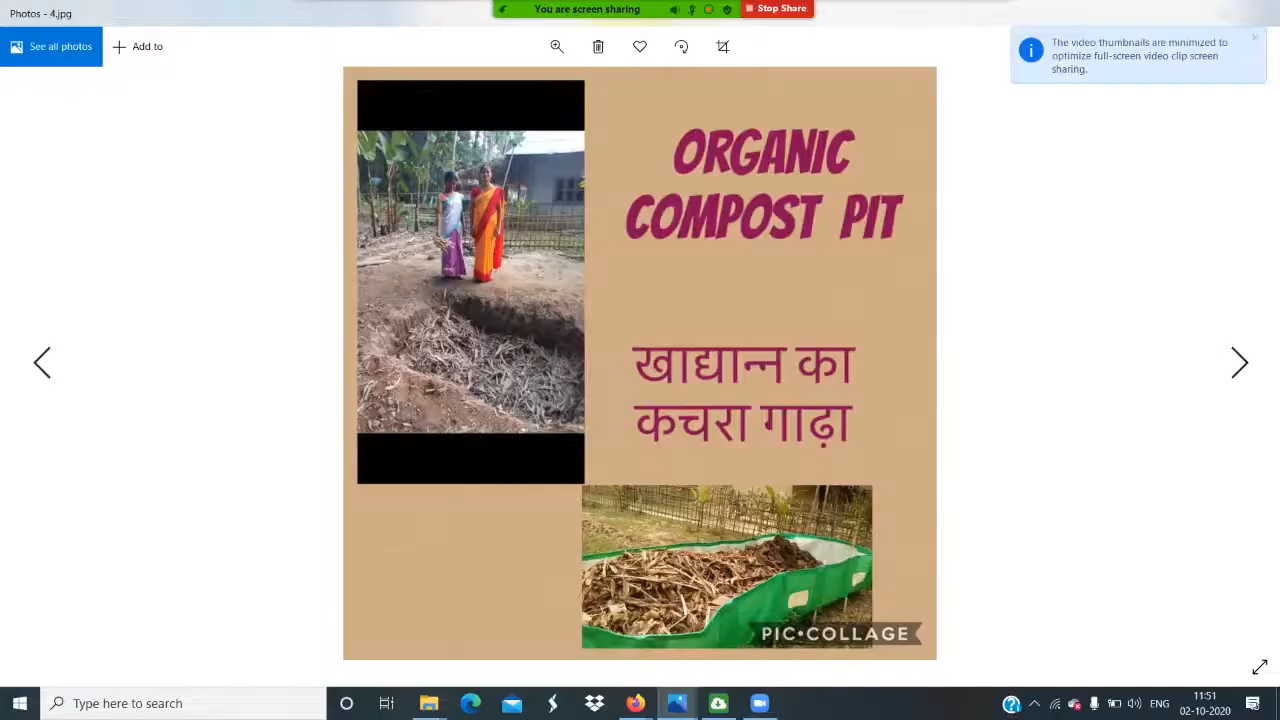 Photos - 4.jpg
You are screen sharing
Stop Share
See all photos
Add to
The video thumbnails are minimized to
optimize full-screen video clip screen
sharing.
ORGANIC
COMPOST PIT
खाद्यान्न का
कचरा गाढ़ा
PIC•COLLAGE
Type here to search
ENG
11:51
02-10-2020